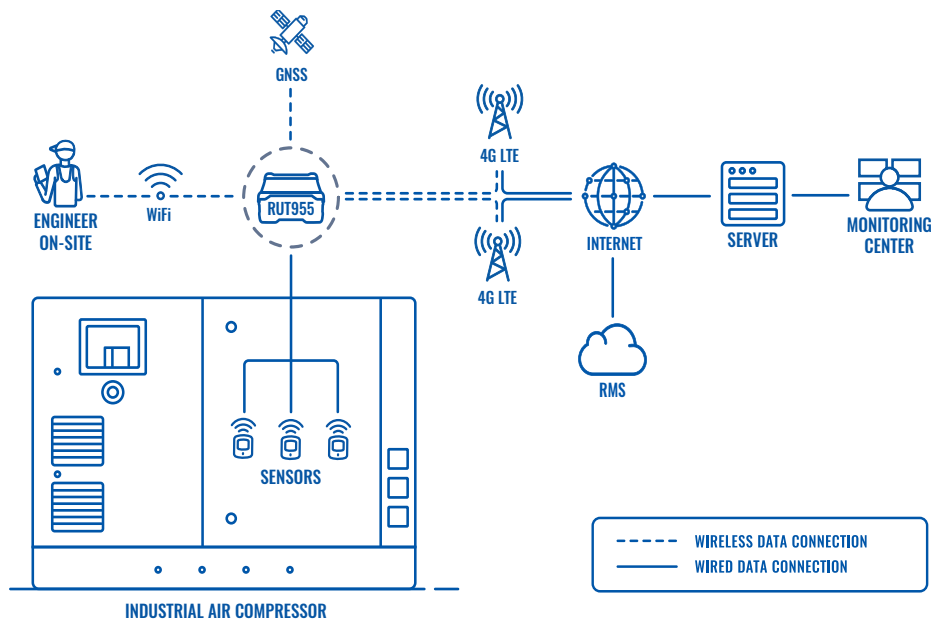 GNSS
4G LTE
ENGINEER
ON-SITE
WiFi
RUT955
INTERNET
SERVER
MONITORING
CENTER
4G LTE
RMS
SENSORS
WIRELESS DATA CONNECTION
WIRED DATA CONNECTION
INDUSTRIAL AIR COMPRESSOR